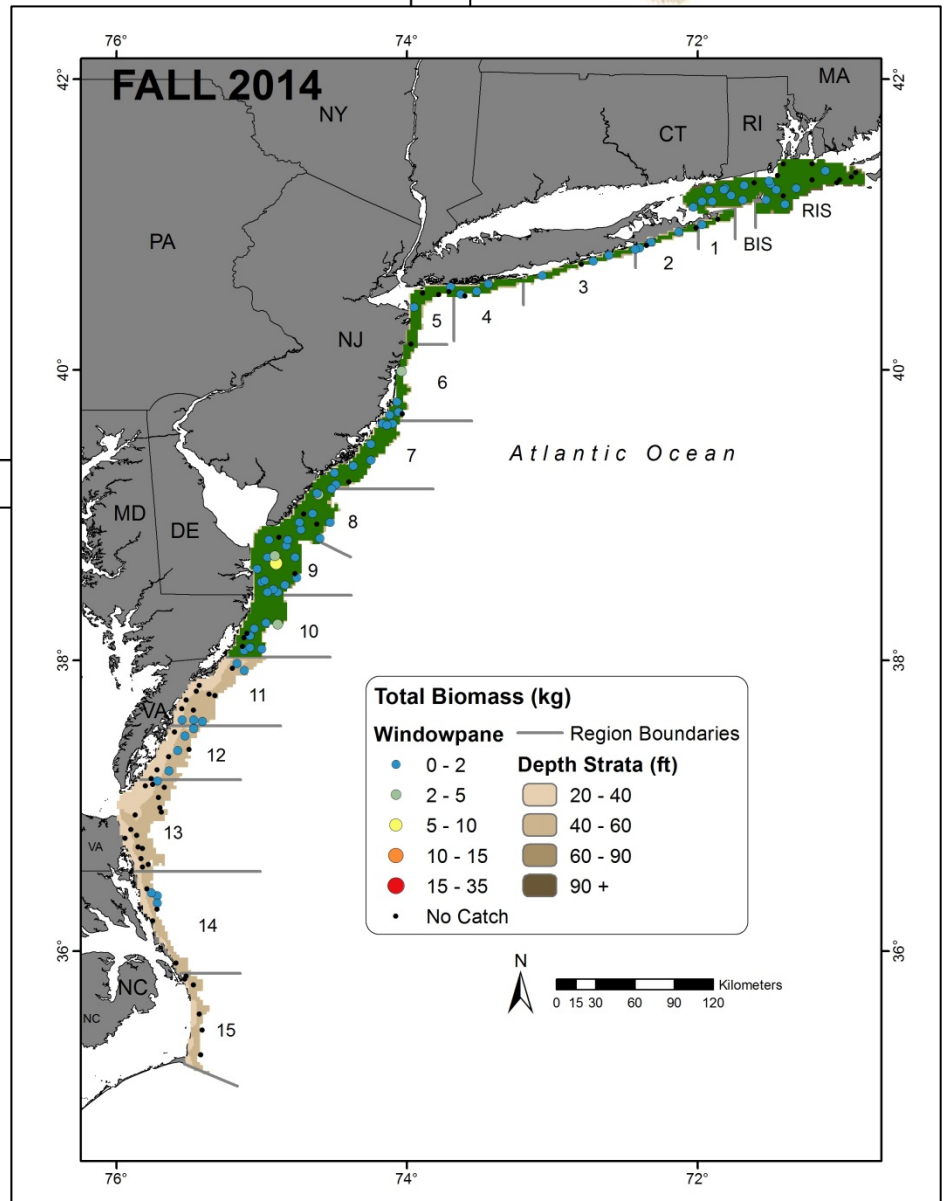 76° 74° 72°
FALL 2014
42° 42°
MA
NY
CT RI
PA
RIS
BIS
1
2
3
4
5
NJ
40° 40°
6
Atlantic Ocean
7
MD DE
8
9
10
38° 38°
11
VA
12
13
VA
14
36° 36°
NC
NC
15
Total Biomass (kg)
Windowpane
0 - 2
2 - 5
5 - 10
10 - 15
15 - 35
No Catch
Region Boundaries
Depth Strata (ft)
20 - 40
40 - 60
60 - 90
90 +
N
Kilometers
0 15 30 60 90 120
76° 74° 72°